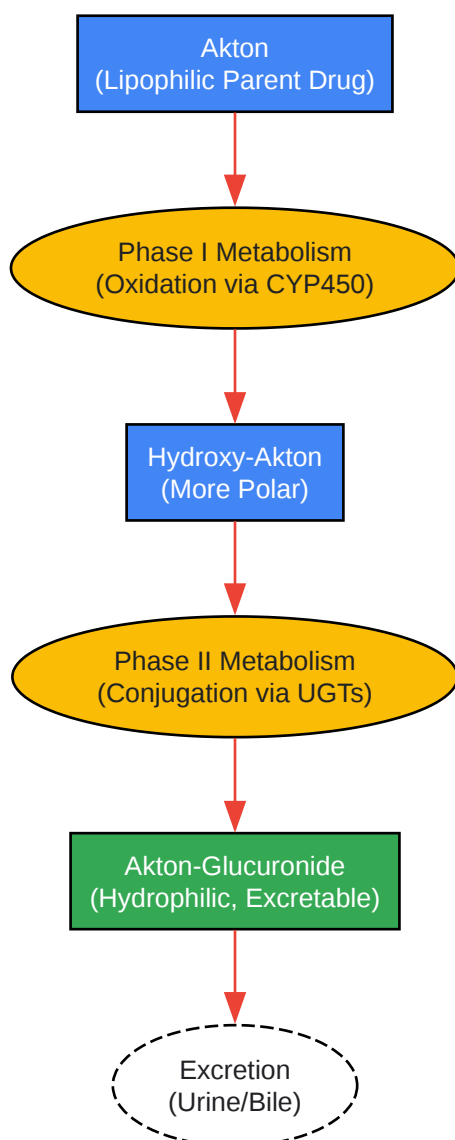 Akton
(Lipophilic Parent Drug)
Phase I Metabolism
(Oxidation via CYP450)
Hydroxy-Akton
(More Polar)
Phase II Metabolism
(Conjugation via UGTs)
Akton-Glucuronide
(Hydrophilic, Excretable)
Excretion
(Urine/Bile)